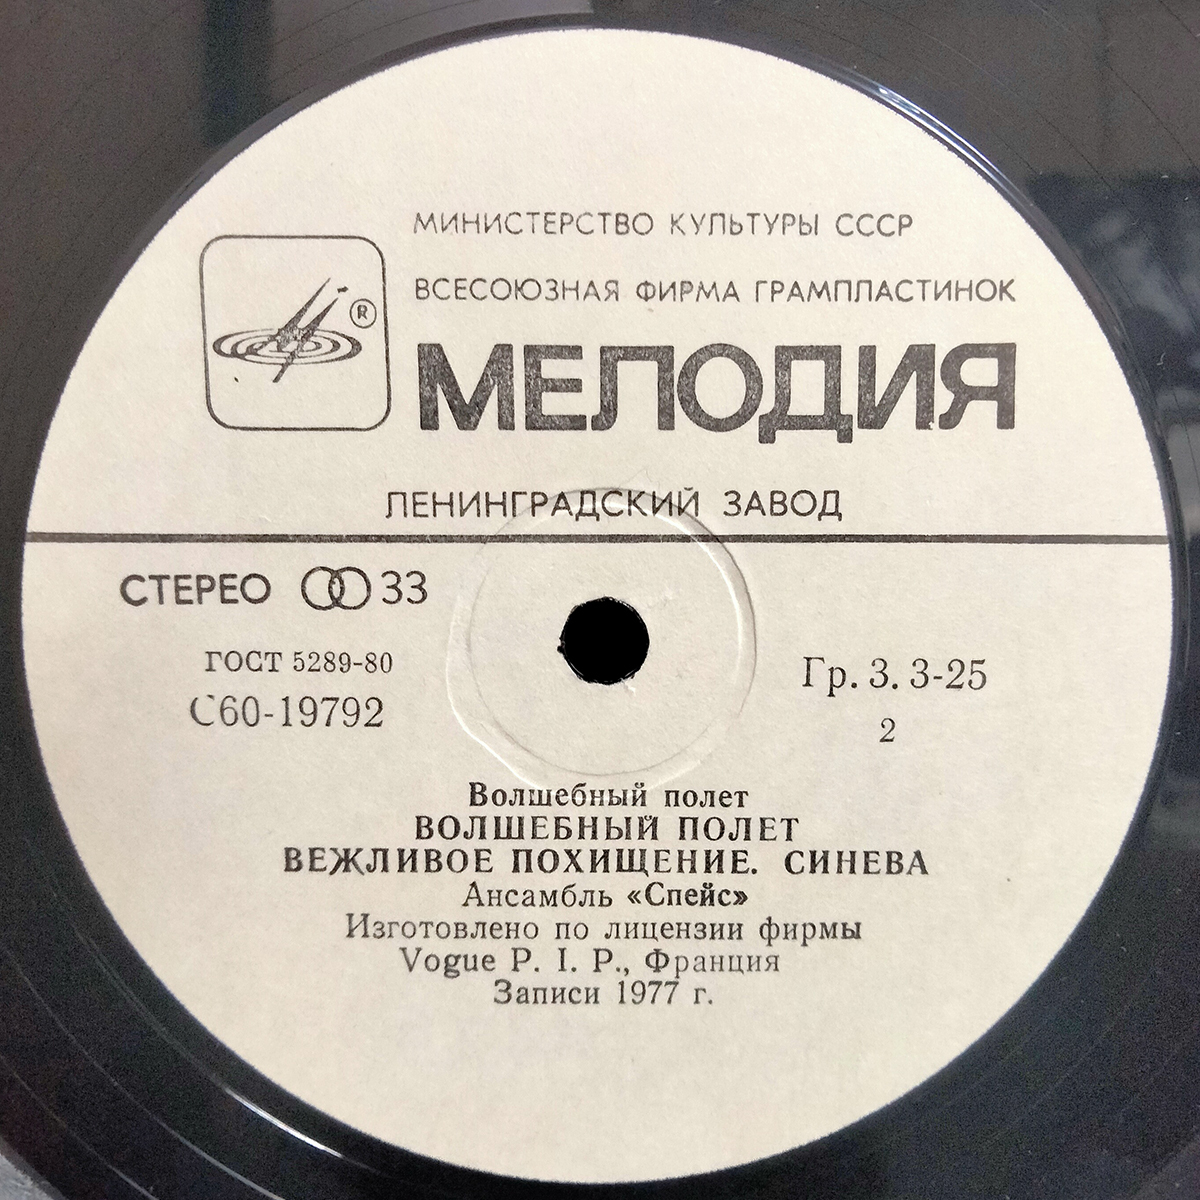 МИНИСТЕРСТВО КУЛЬТУРЫ СССР
ВСЕСОЮЗНАЯ ФИРМА ГРАМПЛАСТИНОК
®
МЕЛОДИЯ
ЛЕНИНГРАДСКИЙ ЗАВОД
СТЕРЕО 33
ГОСТ 5289-80
С60-19792
Гр. 3. 3-25
2
Волшебный полет
ВОЛШЕБНЫЙ ПОЛЕТ
ВЕЖЛИВОЕ ПОХИЩЕНИЕ. СИНЕВА
Ансамбль «Спейс»
Изготовлено по лицензии фирмы
Vogue P. I. P., Франция
Записи 1977 г.